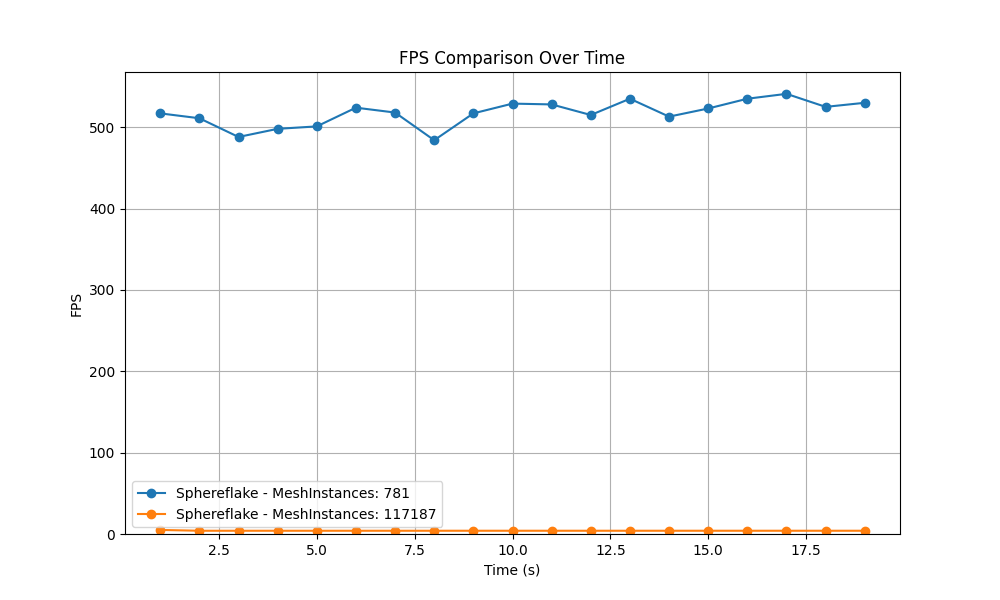 FPS Comparison Over Time
FPS
500
400
300
200
100
0
Sphereflake - MeshInstances: 781
Sphereflake - MeshInstances: 117187
2.5 5.0 7.5 10.0 12.5 15.0 17.5
Time (s)